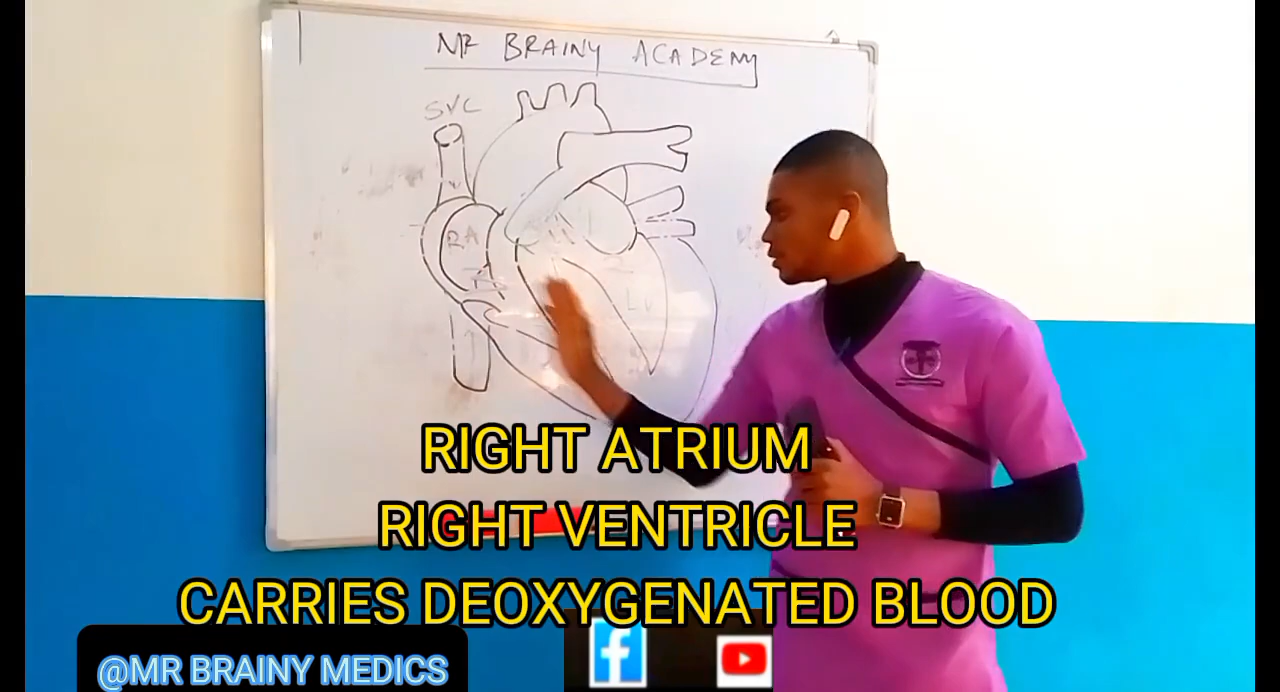 MR BRAINY ACADEMY
SVC
RA
LV
RIGHT ATRIUM
RIGHT VENTRICLE
CARRIES DEOXYGENATED BLOOD
@MR BRAINY MEDICS